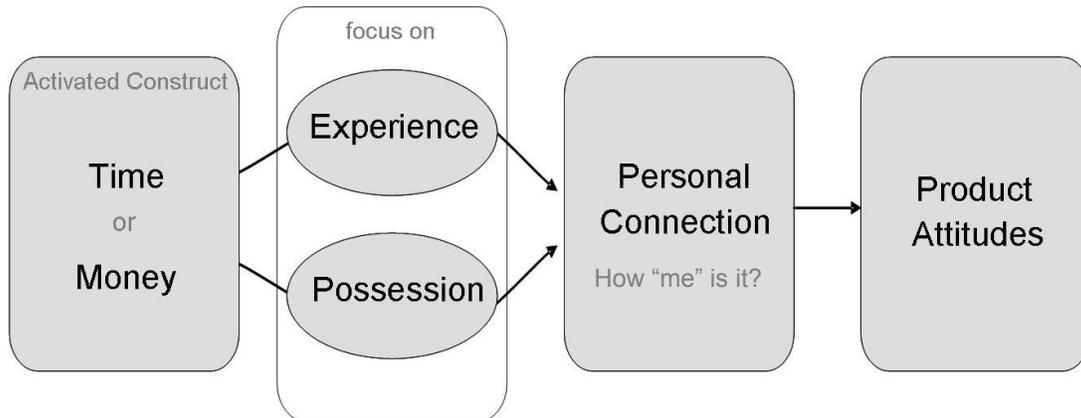 Activated Construct
Time
or
Money
focus on
Experience
Possession
Personal
Connection
How “me” is it?
Product
Attitudes